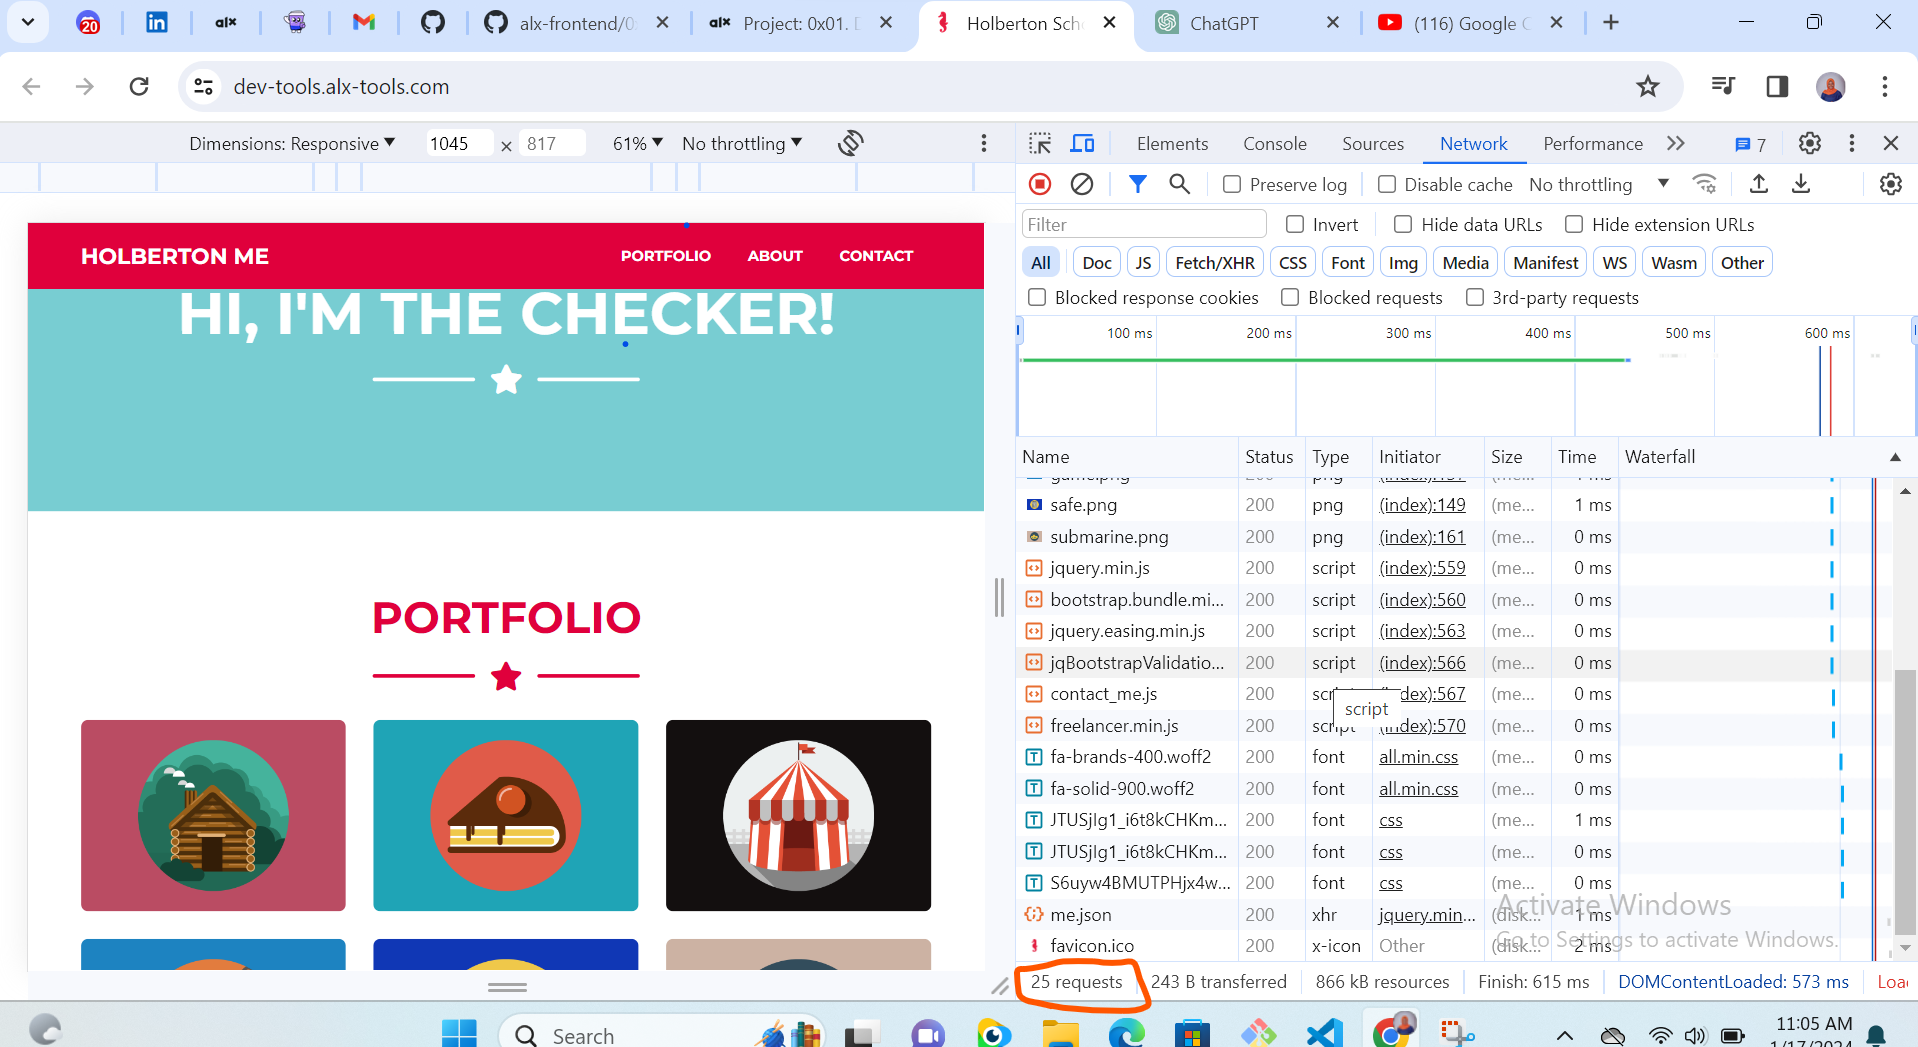 20
alx
alx-frontend/0
alx Project: 0x01. D
Holberton Sch
ChatGPT
(116) Google C
dev-tools.alx-tools.com
Dimensions: Responsive 1045 × 817 61% No throttling
Elements Console Sources Network Performance 7
Preserve log Disable cache No throttling
Filter Invert Hide data URLs Hide extension URLs
All Doc JS Fetch/XHR CSS Font Img Media Manifest WS Wasm Other
Blocked response cookies Blocked requests 3rd-party requests
100 ms 200 ms 300 ms 400 ms 500 ms 600 ms
HOLBERTON ME PORTFOLIO ABOUT CONTACT
HI, I'M THE CHECKER!
PORTFOLIO
Name Status Type Initiator Size Time Waterfall
safe.png 200 png (index):149 (me... 1 ms
submarine.png 200 png (index):161 (me... 0 ms
jquery.min.js 200 script (index):559 (me... 0 ms
bootstrap.bundle.mi... 200 script (index):560 (me... 0 ms
jquery.easing.min.js 200 script (index):563 (me... 0 ms
jqBootstrapValidatio... 200 script (index):566 (me... 0 ms
contact_me.js 200 (index):567 (me... 0 ms
script
freelancer.min.js 200 (index):570 (me... 0 ms
fa-brands-400.woff2 200 font all.min.css (me... 0 ms
fa-solid-900.woff2 200 font all.min.css (me... 0 ms
JTUSjIg1_i6t8kCHKm... 200 font css (me... 1 ms
JTUSjIg1_i6t8kCHKm... 200 font css (me... 0 ms
S6uyw4BMUTPHjx4w... 200 font css (me... 0 ms
me.json 200 xhr jquery.min... (disk... 1 ms
favicon.ico 200 x-icon Other (disk... 2 ms
Activate Windows
Go to Settings to activate Windows.
25 requests 243 B transferred 866 kB resources Finish: 615 ms DOMContentLoaded: 573 ms Loa
Search
11:05 AM
1/17/2024